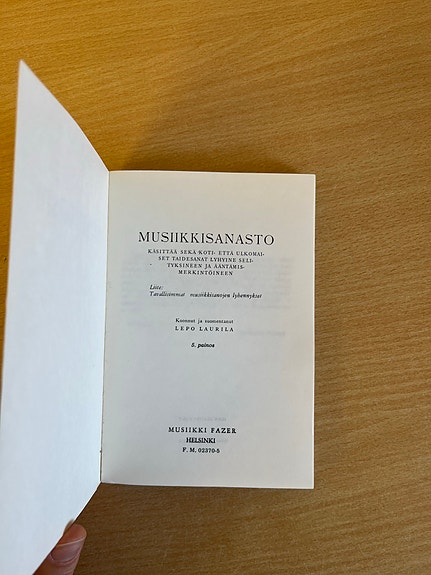 MUSIIKKISANASTO
KÄSITTÄÄ SEKÄ KOTI- ETTÄ ULKOMAI-
SET TAIDESANAT LYHYINE SELI-
TYKSINEEN JA ÄÄNTÄMIS-
MERKINTÖINEEN
Liite:
Tavallisimmat musiikkisanojen lyhennykset
Koonnut ja suomentanut
LEPO LAURILA
5. painos
MUSIIKKI FAZER
HELSINKI
F. M. 02370-5